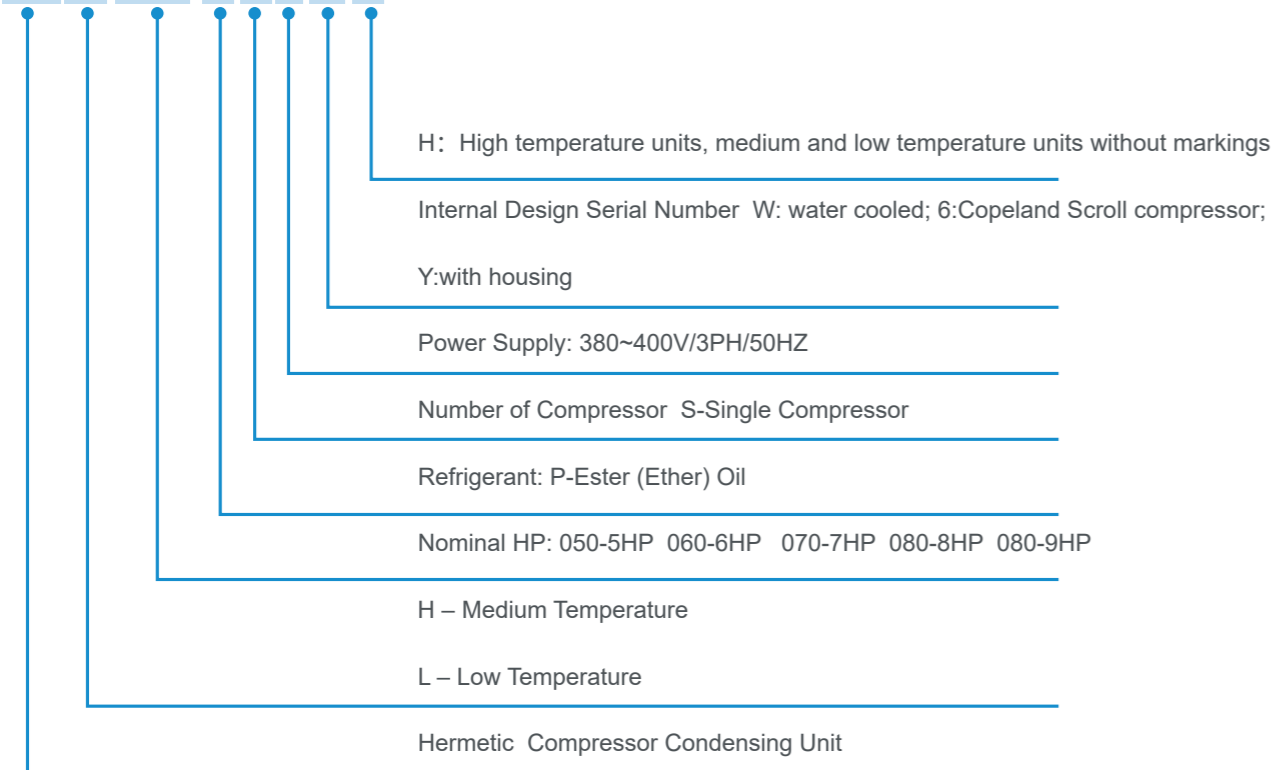 H：High temperature units, medium and low temperature units without markings
Internal Design Serial Number  W: water cooled; 6:Copeland Scroll compressor;
Y:with housing
Power Supply: 380~400V/3PH/50HZ
Number of Compressor  S-Single Compressor
Refrigerant: P-Ester (Ether) Oil
Nominal HP: 050-5HP  060-6HP   070-7HP  080-8HP  080-9HP
H – Medium Temperature
L – Low Temperature
Hermetic  Compressor Condensing Unit